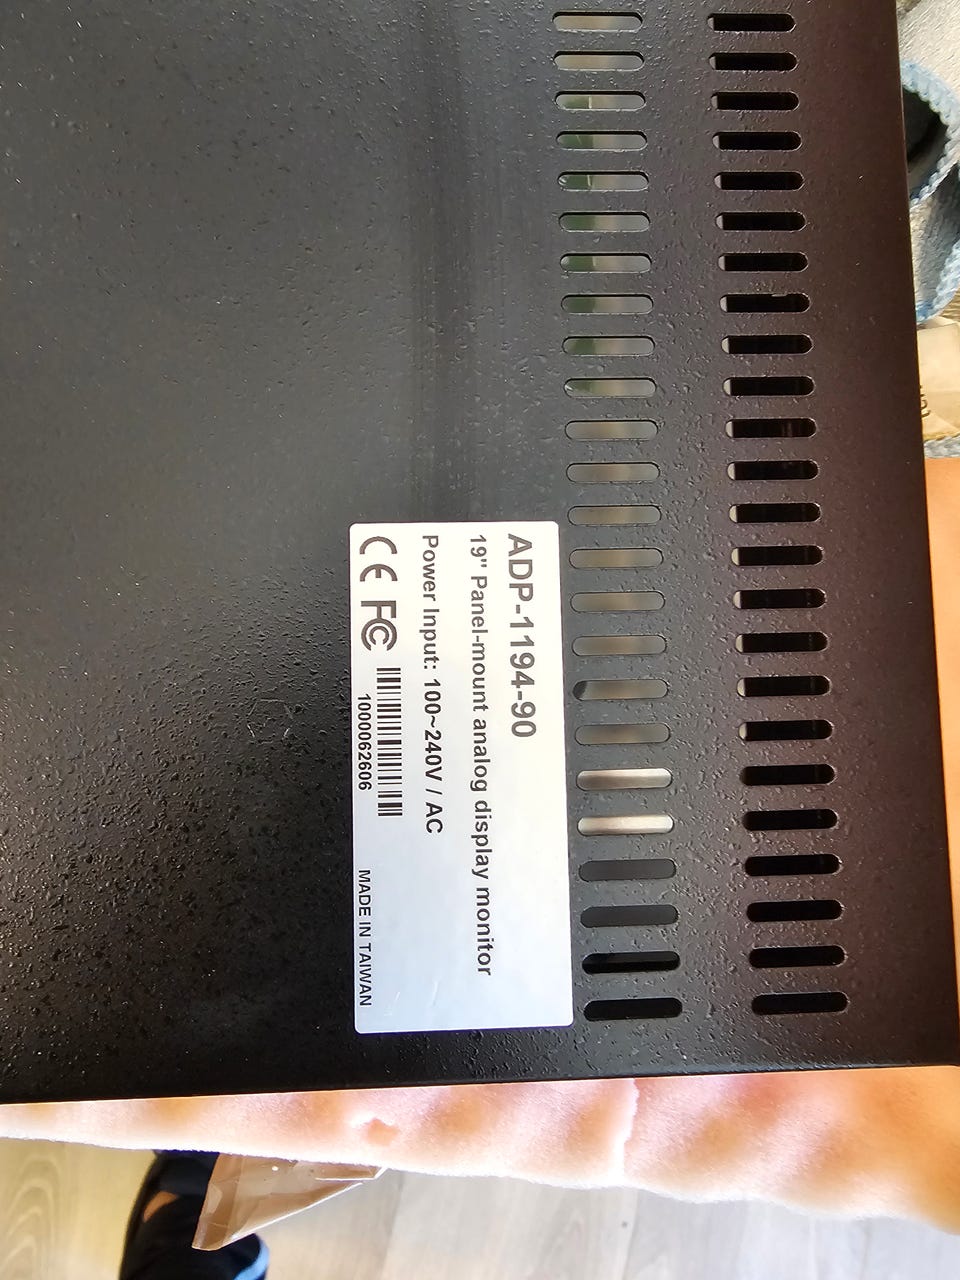 ADP-1194-90
19" Panel-mount analog display monitor
Power Input: 100~240V / AC
CE FC 1000062606 MADE IN TAIWAN